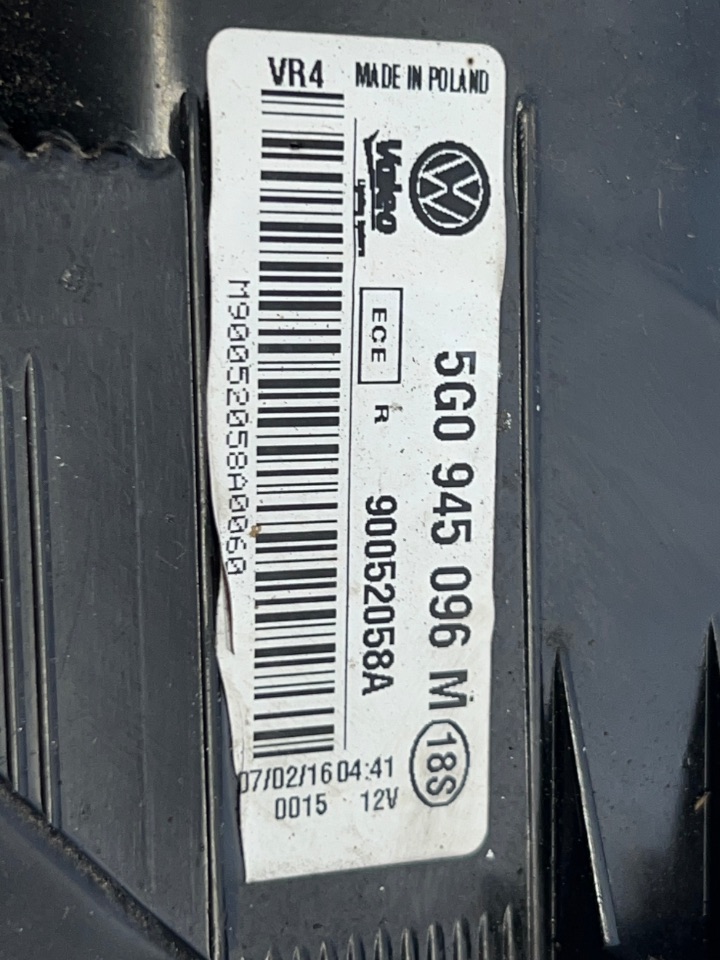 VR4 MADE IN POLAND
Valeo
5G0 945 096 M 18S
ECE R 90052058A
M90052058A0060
07/02/16 04:41
0015 12V